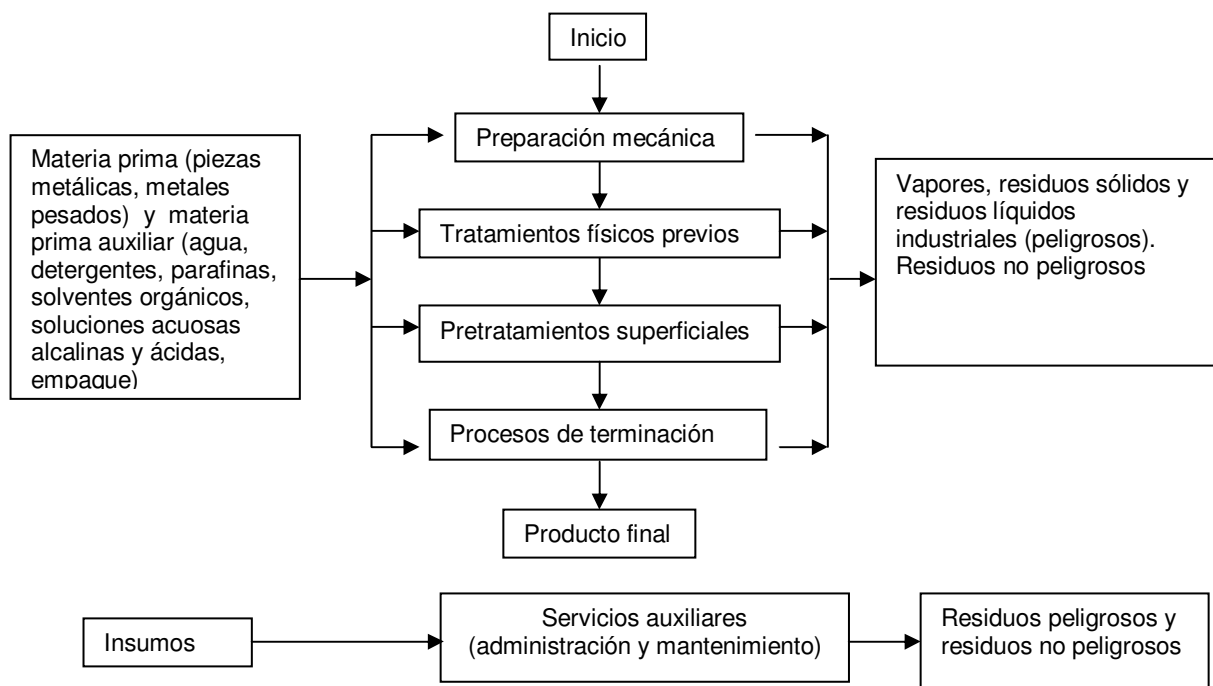 Inicio
Preparación mecánica
Materia prima (piezas
metálicas, metales
pesados) y materia
prima auxiliar (agua,
detergentes, parafinas,
solventes orgánicos,
soluciones acuosas
alcalinas y ácidas,
empaque)
Vapores, residuos sólidos y
residuos líquidos
industriales (peligrosos).
Residuos no peligrosos
Tratamientos físicos previos
Pretratamientos superficiales
Procesos de terminación
Producto final
Insumos
Servicios auxiliares
(administración y mantenimiento)
Residuos peligrosos y
residuos no peligrosos